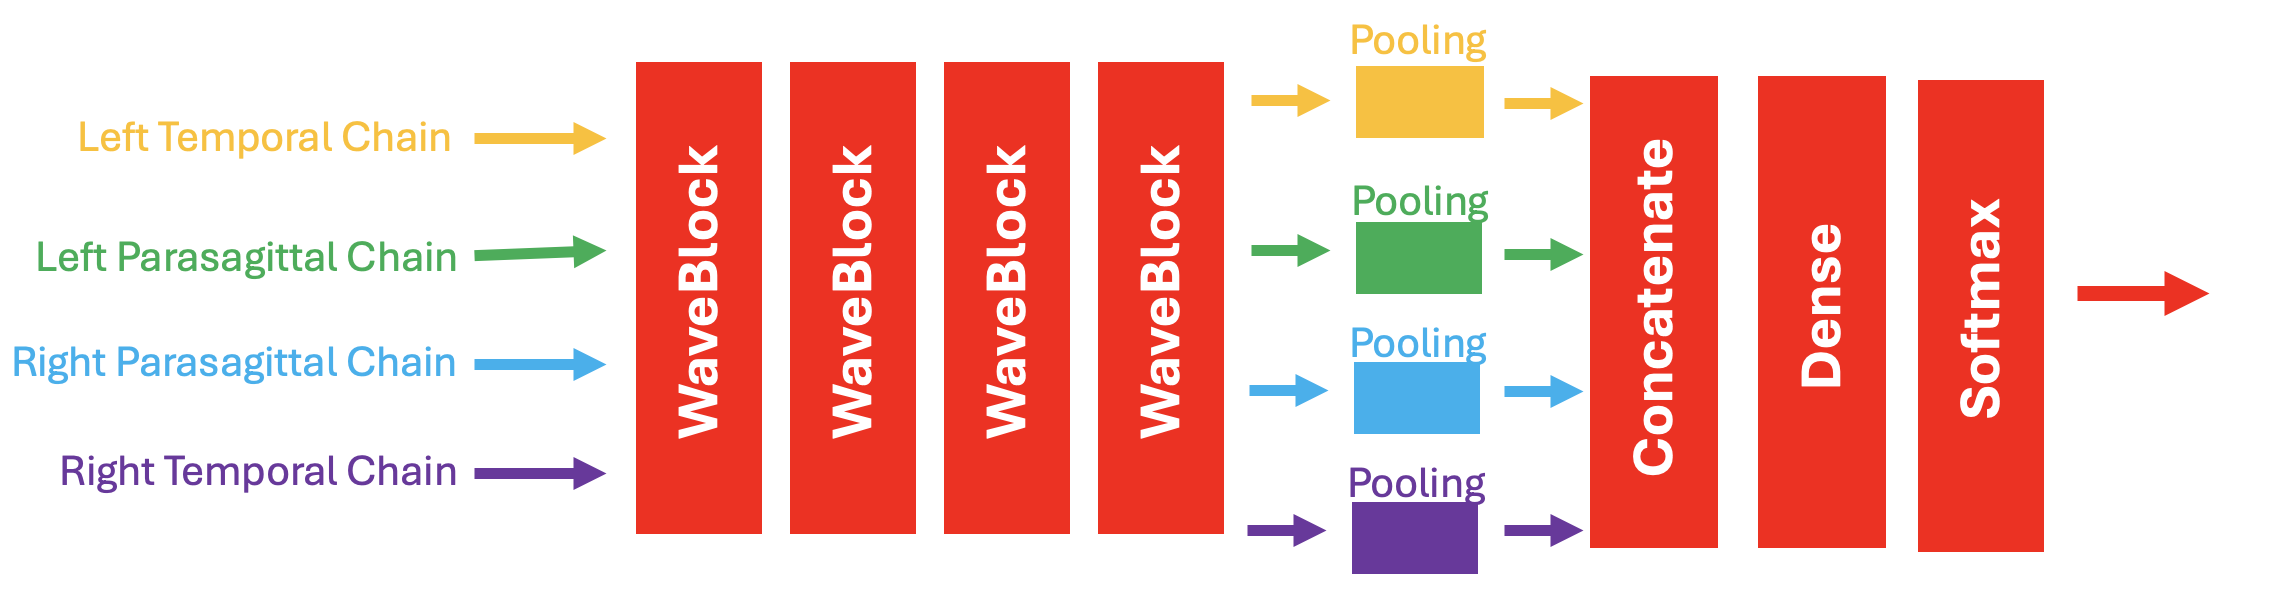 Left Temporal Chain
Left Parasagittal Chain
Right Parasagittal Chain
Right Temporal Chain
WaveBlock
WaveBlock
WaveBlock
WaveBlock
Pooling
Pooling
Pooling
Pooling
Concatenate
Dense
Softmax